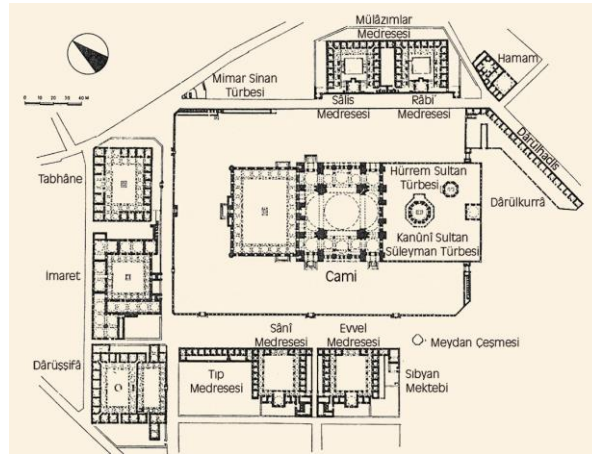 Mülâzımlar
Medresesi
Hamam
Mimar Sinan
Türbesi
0 10 20 30 40 M
Sâlis
Medresesi
Râbi'
Medresesi
Dârülhadis
Tabhâne
Hürrem Sultan
Türbesi
Dârülkurrâ
Kanûnî Sultan
Süleyman Türbesi
Imaret
Cami
Sânî
Medresesi
Evvel
Medresesi
Meydan Çeşmesi
Dârüşşifâ
Tıp
Medresesi
Sıbyan
Mektebi